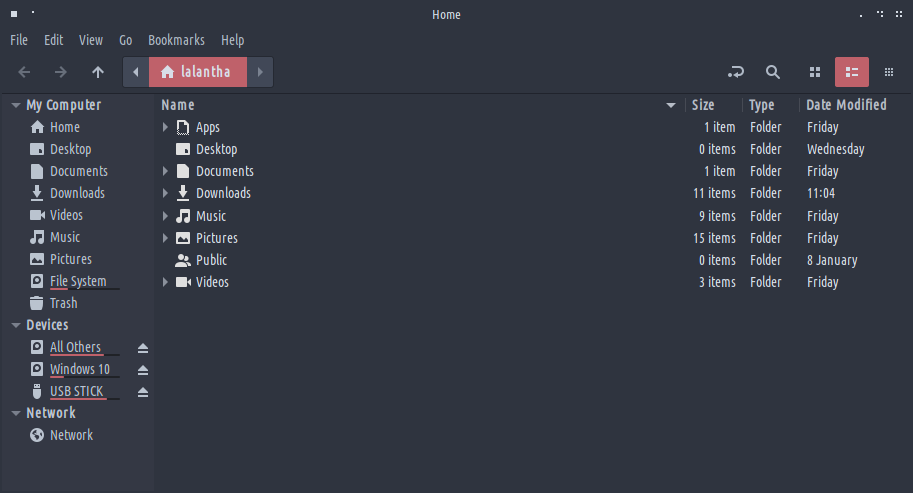 Home
File Edit View Go Bookmarks Help
lalantha
My Computer
Home
Desktop
Documents
Downloads
Videos
Music
Pictures
File System
Trash
Devices
All Others
Windows 10
USB STICK
Network
Network
Name Size Type Date Modified
Apps 1 item Folder Friday
Desktop 0 items Folder Wednesday
Documents 1 item Folder Friday
Downloads 11 items Folder 11:04
Music 9 items Folder Friday
Pictures 15 items Folder Friday
Public 0 items Folder 8 January
Videos 3 items Folder Friday